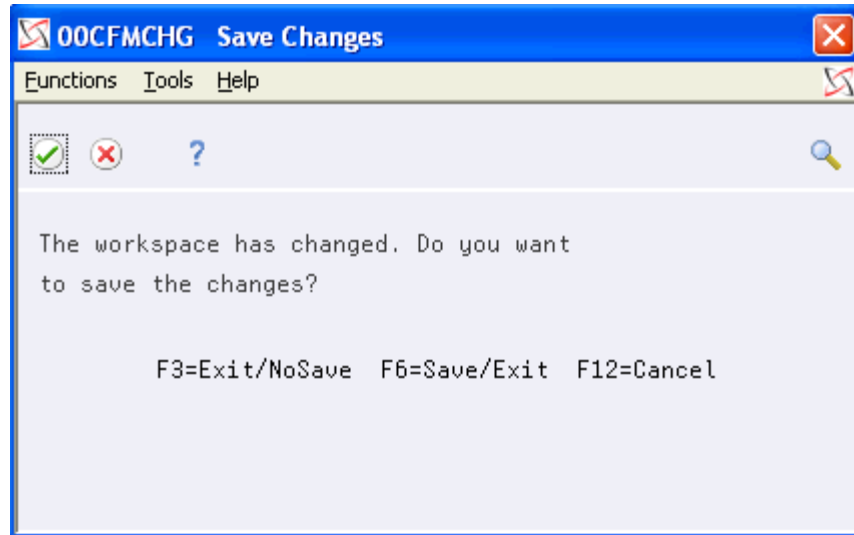 00CFMCHG Save Changes
Functions Tools Help
?
The workspace has changed. Do you want
to save the changes?
F3=Exit/NoSave F6=Save/Exit F12=Cancel